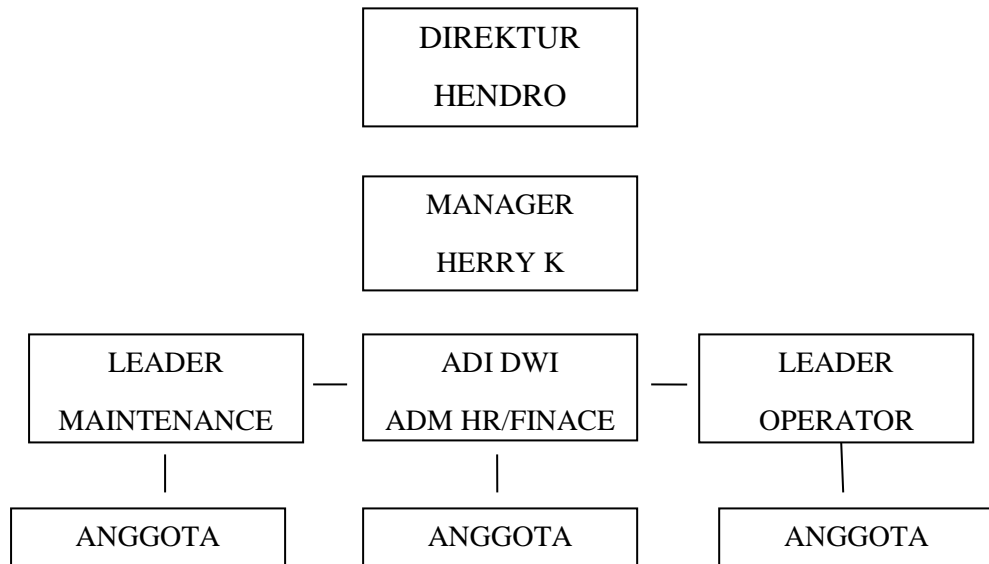 DIREKTUR
HENDRO
MANAGER
HERRY K
LEADER
MAINTENANCE
ADI DWI
ADM HR/FINACE
LEADER
OPERATOR
ANGGOTA
ANGGOTA
ANGGOTA